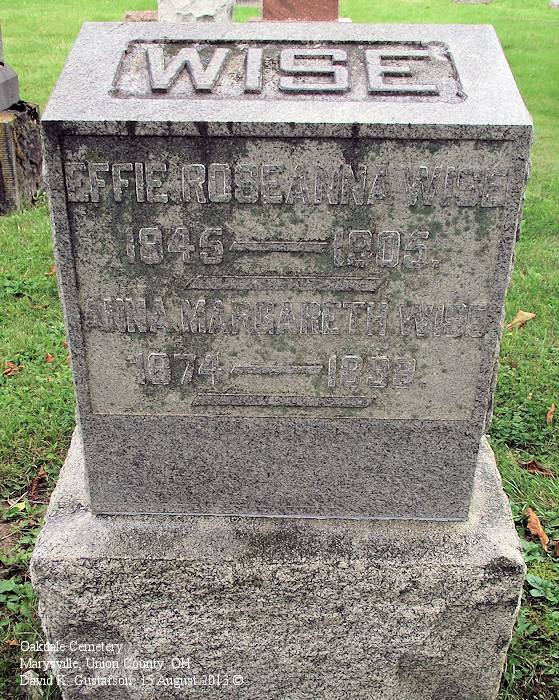 WISE
EFFIE ROSEANNA WISE
1845 — 1905.
ANNA MARGARETH WISE
1874 —
Oakdale Cemetery
Marysville, Union County, OH
David K. Gustafson, 15 August 2013 ©